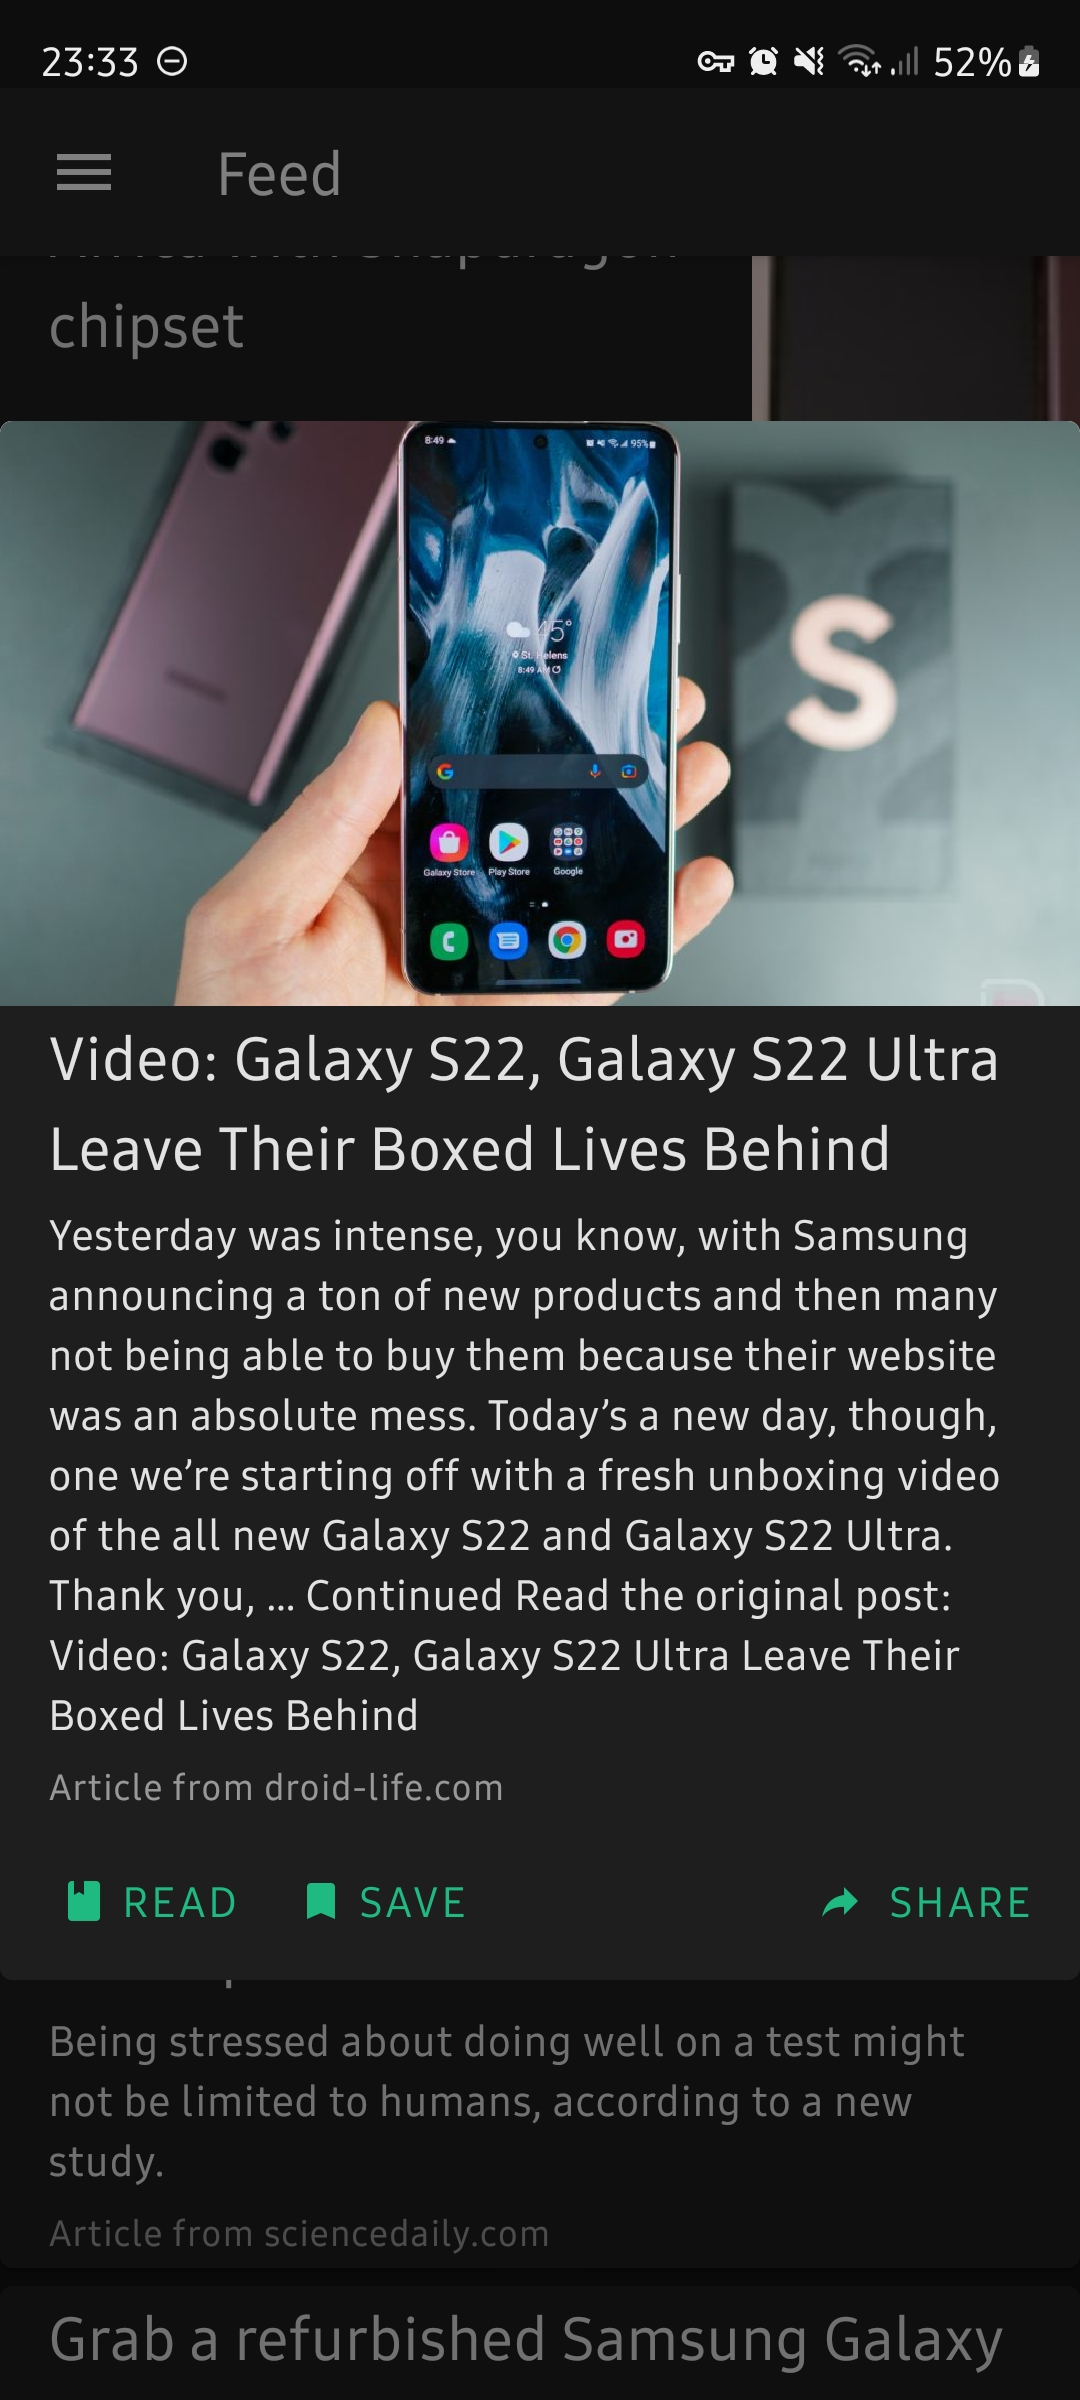 23:33
52%
Feed
chipset
8:49
95%
45°
St. Helens
8:49 AM
S
Galaxy Store
Play Store
Google
Video: Galaxy S22, Galaxy S22 Ultra
Leave Their Boxed Lives Behind
Yesterday was intense, you know, with Samsung
announcing a ton of new products and then many
not being able to buy them because their website
was an absolute mess. Today’s a new day, though,
one we’re starting off with a fresh unboxing video
of the all new Galaxy S22 and Galaxy S22 Ultra.
Thank you, ... Continued Read the original post:
Video: Galaxy S22, Galaxy S22 Ultra Leave Their
Boxed Lives Behind
Article from droid-life.com
READ
SAVE
SHARE
Being stressed about doing well on a test might
not be limited to humans, according to a new
study.
Article from sciencedaily.com
Grab a refurbished Samsung Galaxy